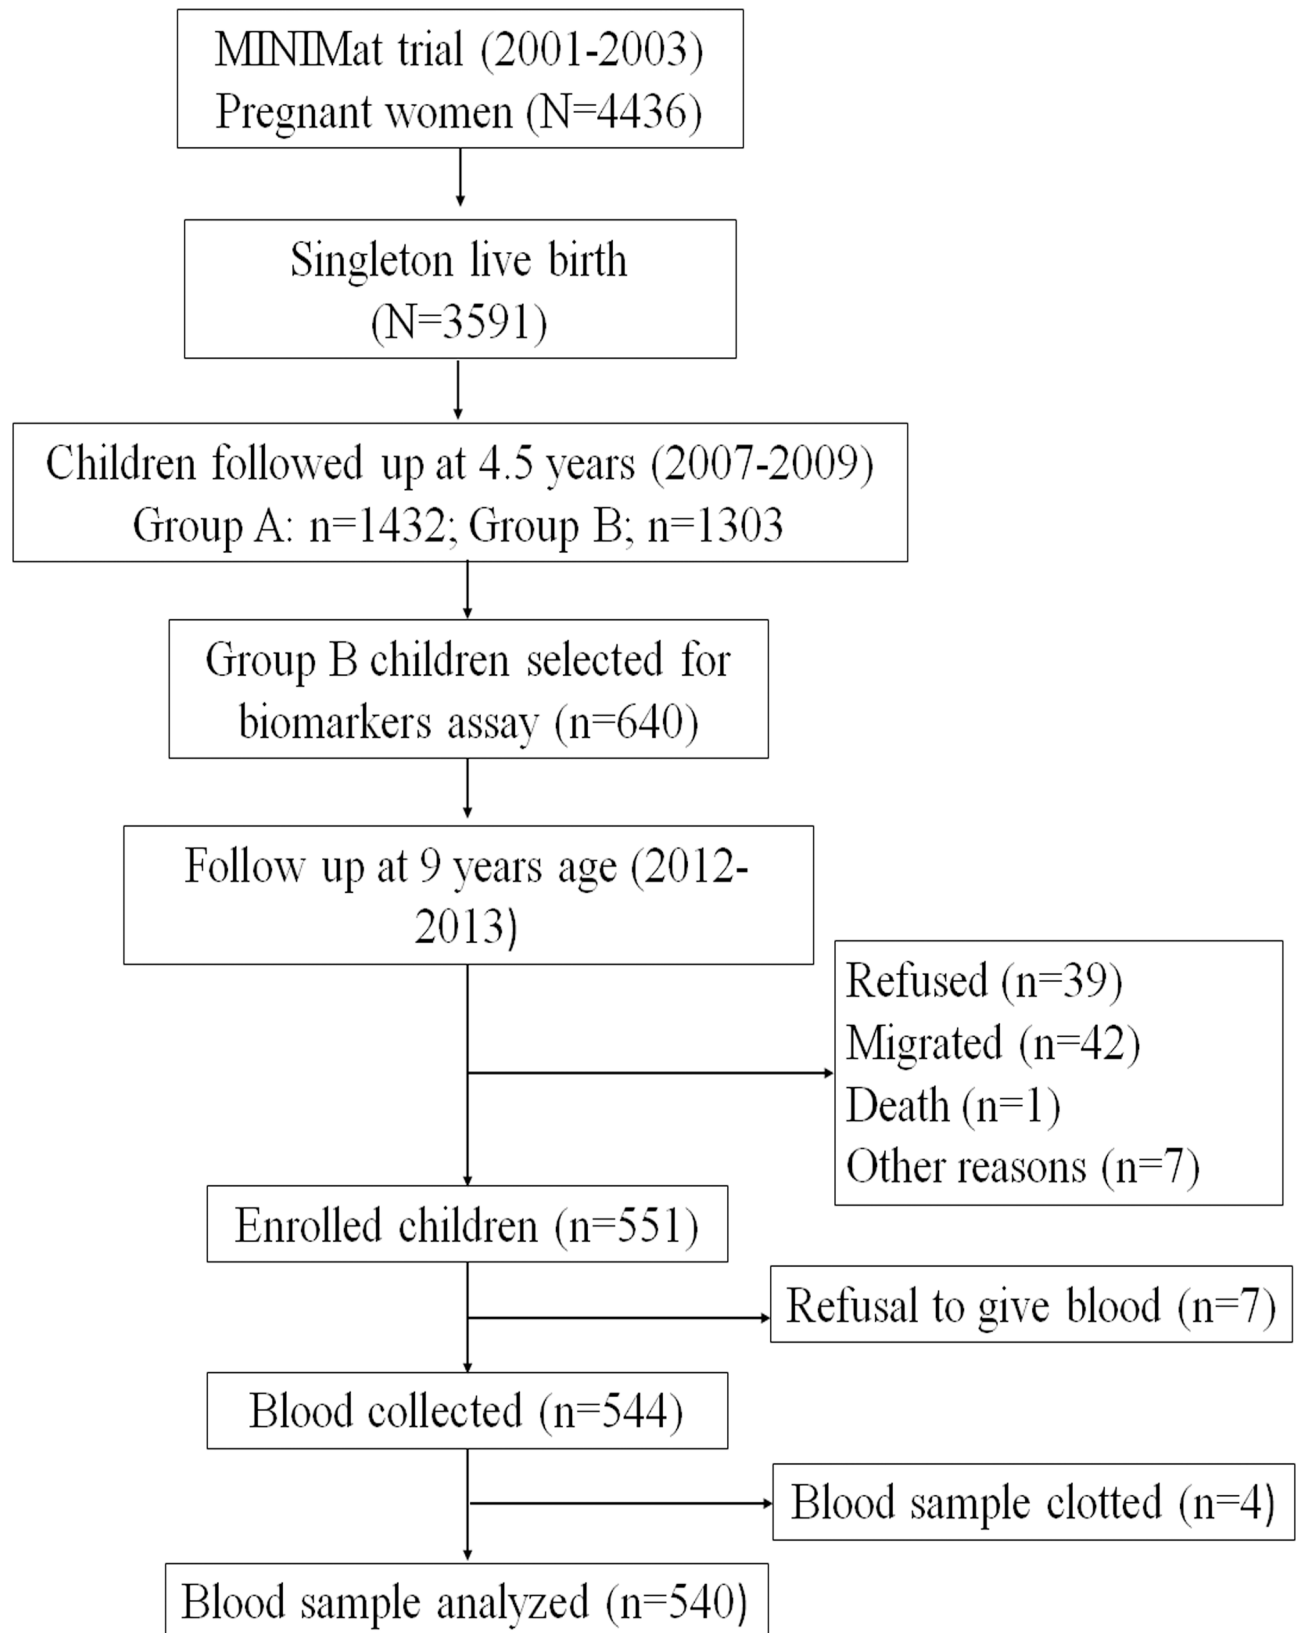 MINIMat trial (2001-2003)
Pregnant women (N=4436)
Singleton live birth
(N=3591)
Children followed up at 4.5 years (2007-2009)
Group A: n=1432; Group B; n=1303
Group B children selected for
biomarkers assay (n=640)
Follow up at 9 years age (2012-
2013)
Refused (n=39)
Migrated (n=42)
Death (n=1)
Other reasons (n=7)
Enrolled children (n=551)
Refusal to give blood (n=7)
Blood collected (n=544)
Blood sample clotted (n=4)
Blood sample analyzed (n=540)